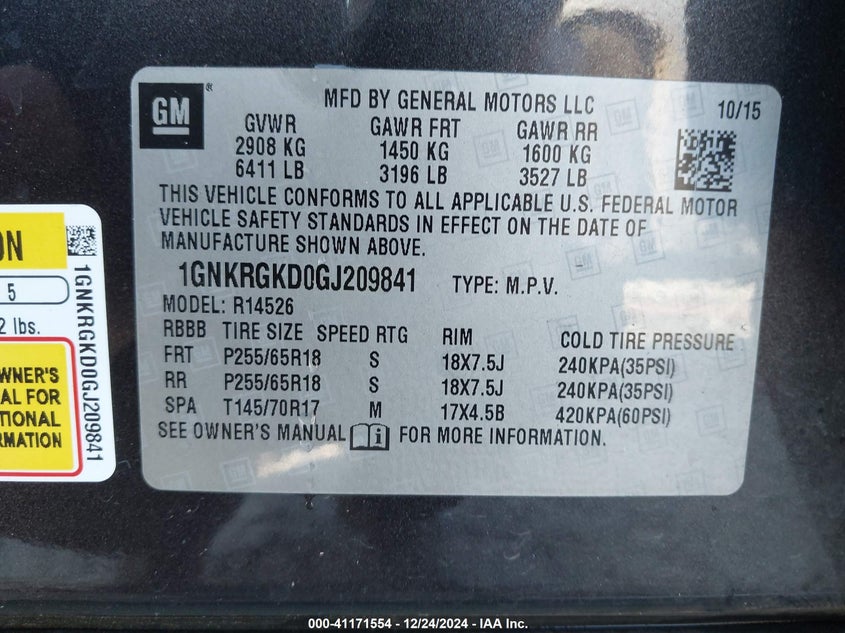 GM ®
MFD BY GENERAL MOTORS LLC
10/15
GVWR GAWR FRT GAWR RR
2908 KG 1450 KG 1600 KG
6411 LB 3196 LB 3527 LB
THIS VEHICLE CONFORMS TO ALL APPLICABLE U.S. FEDERAL MOTOR
VEHICLE SAFETY STANDARDS IN EFFECT ON THE DATE OF
MANUFACTURE SHOWN ABOVE.
1GNKRGKD0GJ209841 TYPE: M.P.V.
MODEL: R14526
RBBB TIRE SIZE SPEED RTG RIM COLD TIRE PRESSURE
FRT P255/65R18 S 18X7.5J 240KPA(35PSI)
RR P255/65R18 S 18X7.5J 240KPA(35PSI)
SPA T145/70R17 M 17X4.5B 420KPA(60PSI)
SEE OWNER'S MANUAL i FOR MORE INFORMATION.
ON
5
2 lbs.
WNER'S
AL FOR
TIONAL
RMATION
1GNKRGKD0GJ209841
000-41171554 - 12/24/2024 - IAA Inc.